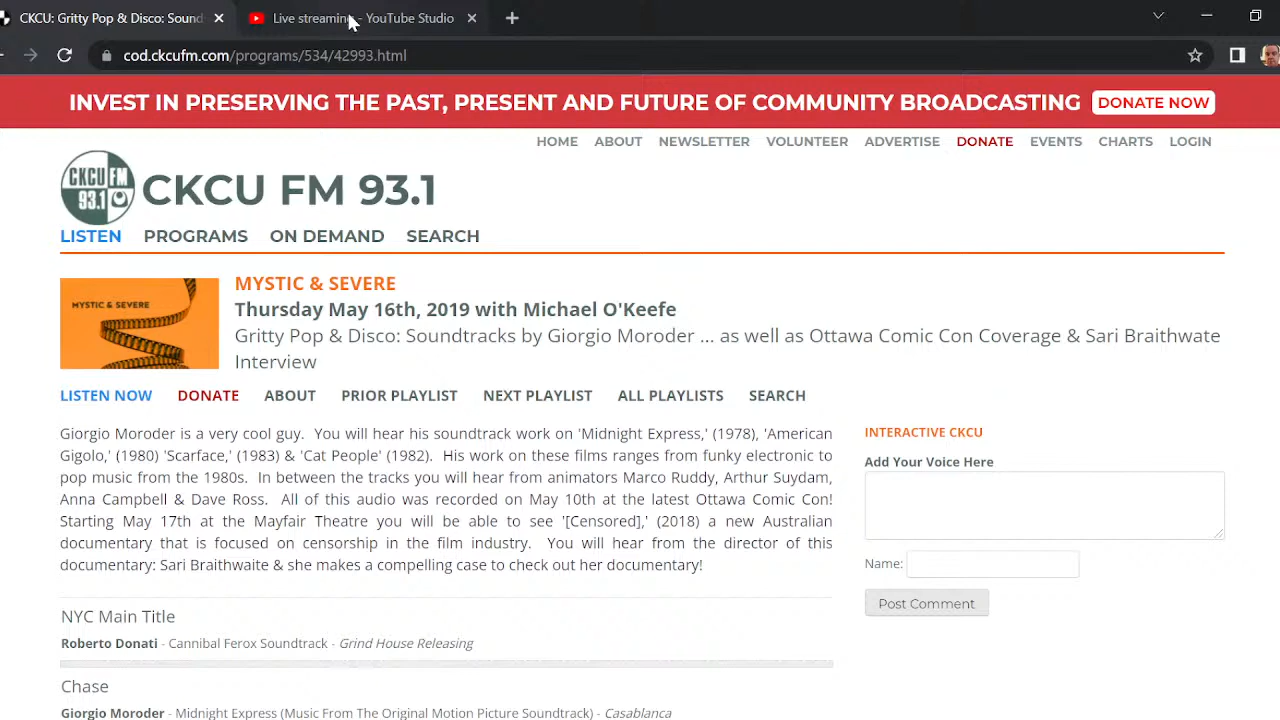 CKCU: Gritty Pop & Disco: Sound
Live streaming - YouTube Studio
cod.ckcufm.com/programs/534/42993.html
INVEST IN PRESERVING THE PAST, PRESENT AND FUTURE OF COMMUNITY BROADCASTING DONATE NOW
HOME ABOUT NEWSLETTER VOLUNTEER ADVERTISE DONATE EVENTS CHARTS LOGIN
CKCU FM
93.1
CKCU FM 93.1
LISTEN PROGRAMS ON DEMAND SEARCH
MYSTIC & SEVERE
MYSTIC & SEVERE
Thursday May 16th, 2019 with Michael O'Keefe
Gritty Pop & Disco: Soundtracks by Giorgio Moroder ... as well as Ottawa Comic Con Coverage & Sari Braithwate
Interview
LISTEN NOW DONATE ABOUT PRIOR PLAYLIST NEXT PLAYLIST ALL PLAYLISTS SEARCH
Giorgio Moroder is a very cool guy. You will hear his soundtrack work on 'Midnight Express,' (1978), 'American
Gigolo,' (1980) 'Scarface,' (1983) & 'Cat People' (1982). His work on these films ranges from funky electronic to
pop music from the 1980s. In between the tracks you will hear from animators Marco Ruddy, Arthur Suydam,
Anna Campbell & Dave Ross. All of this audio was recorded on May 10th at the latest Ottawa Comic Con!
Starting May 17th at the Mayfair Theatre you will be able to see '[Censored],' (2018) a new Australian
documentary that is focused on censorship in the film industry. You will hear from the director of this
documentary: Sari Braithwaite & she makes a compelling case to check out her documentary!
INTERACTIVE CKCU
Add Your Voice Here
Name:
Post Comment
NYC Main Title
Roberto Donati - Cannibal Ferox Soundtrack - Grind House Releasing
Chase
Giorgio Moroder - Midnight Express (Music From The Original Motion Picture Soundtrack) - Casablanca